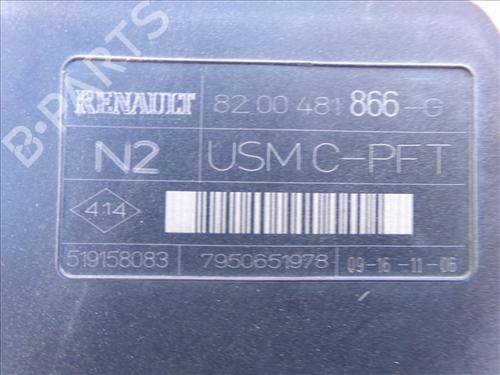 B-PARTS
RENAULT 82 00 481 866-G
N2 USM C-PFT
414
519158083 7950651978 09-16-11-06